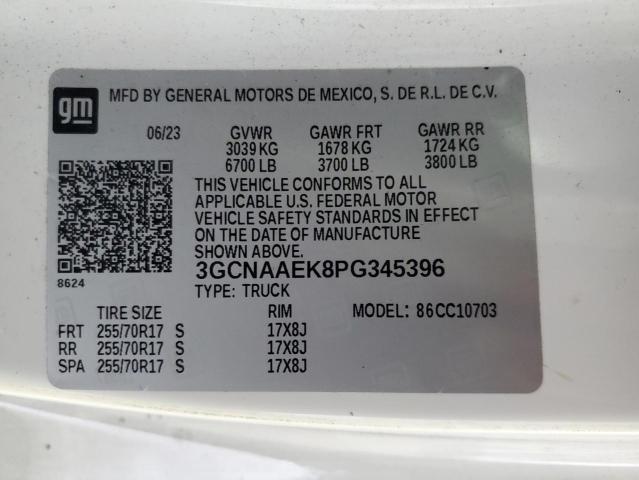 gm
MFD BY GENERAL MOTORS DE MEXICO, S. DE R.L. DE C.V.
06/23 GVWR GAWR FRT GAWR RR
3039 KG 1678 KG 1724 KG
6700 LB 3700 LB 3800 LB
THIS VEHICLE CONFORMS TO ALL
APPLICABLE U.S. FEDERAL MOTOR
VEHICLE SAFETY STANDARDS IN EFFECT
ON THE DATE OF MANUFACTURE
SHOWN ABOVE.
8624
3GCNAAEK8PG345396
TYPE: TRUCK
TIRE SIZE RIM MODEL: 86CC10703
FRT 255/70R17 S 17X8J
RR 255/70R17 S 17X8J
SPA 255/70R17 S 17X8J